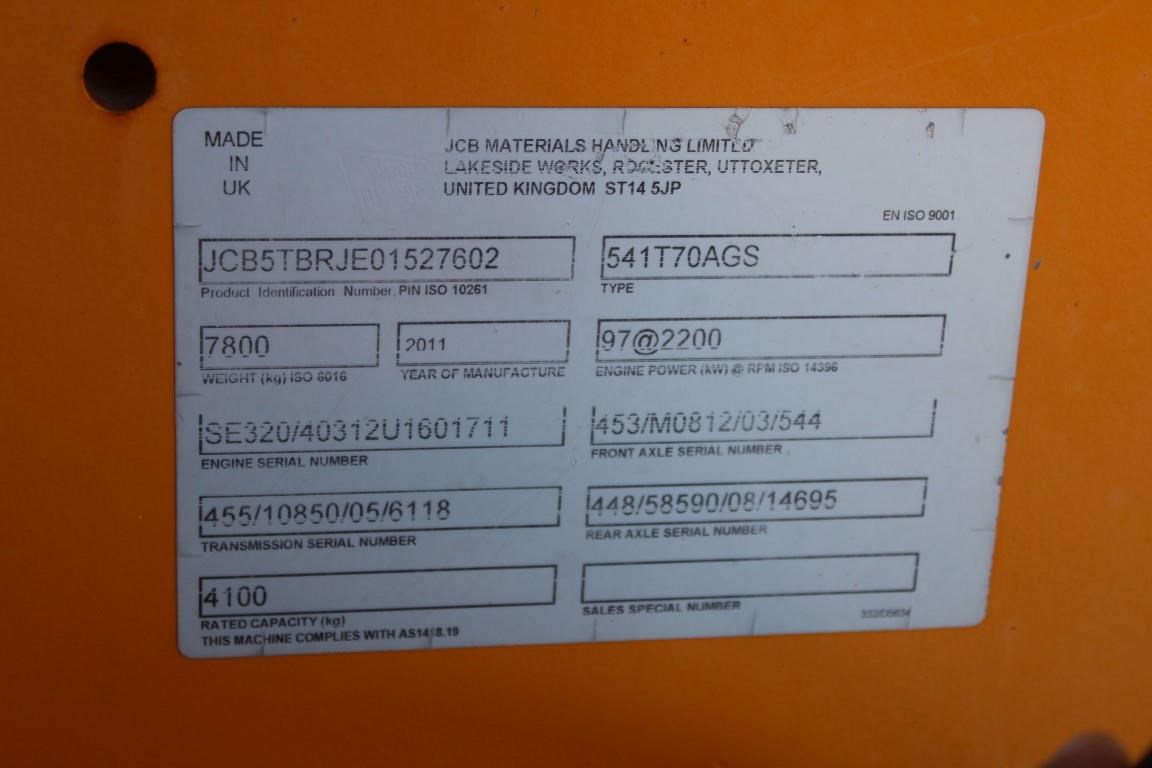 MADE
IN
UK
JCB MATERIALS HANDLING LIMITED
LAKESIDE WORKS, ROCESTER, UTTOXETER,
UNITED KINGDOM ST14 5JP
EN ISO 9001
JCB5TBRJE01527602
Product Identification Number, PIN ISO 10261
541T70AGS
TYPE
7800
WEIGHT (kg) ISO 6016
2011
YEAR OF MANUFACTURE
97@2200
ENGINE POWER (kW) @ RPM ISO 14396
SE320/40312U1601711
ENGINE SERIAL NUMBER
453/M0812/03/544
FRONT AXLE SERIAL NUMBER
455/10850/05/6118
TRANSMISSION SERIAL NUMBER
448/58590/08/14695
REAR AXLE SERIAL NUMBER
4100
RATED CAPACITY (kg)
SALES SPECIAL NUMBER
THIS MACHINE COMPLIES WITH AS1418.19